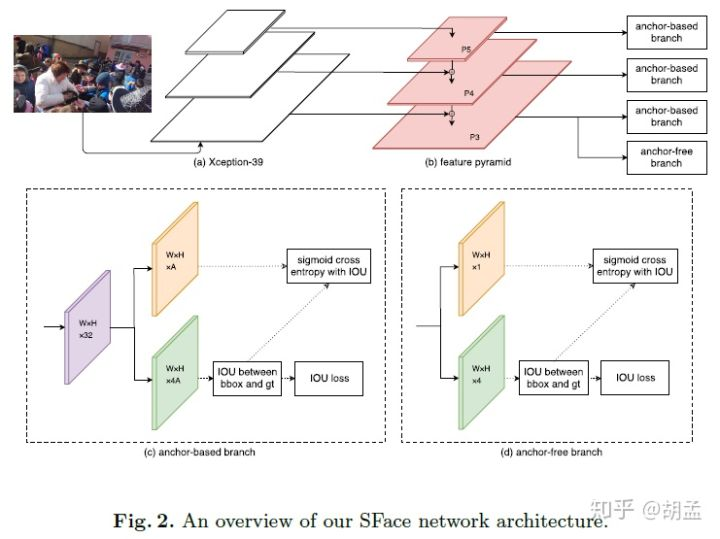 P5
P4
P3
anchor-based
branch
anchor-based
branch
anchor-based
branch
anchor-free
branch
(a) Xception-39
(b) feature pyramid
W×H
×32
W×H
×A
W×H
×4A
sigmoid cross
entropy with IOU
IOU between
bbox and gt
IOU loss
(c) anchor-based branch
W×H
×1
W×H
×4
sigmoid cross
entropy with IOU
IOU between
bbox and gt
IOU loss
(d) anchor-free branch
知乎 @胡孟
Fig. 2. An overview of our SFace network architecture.